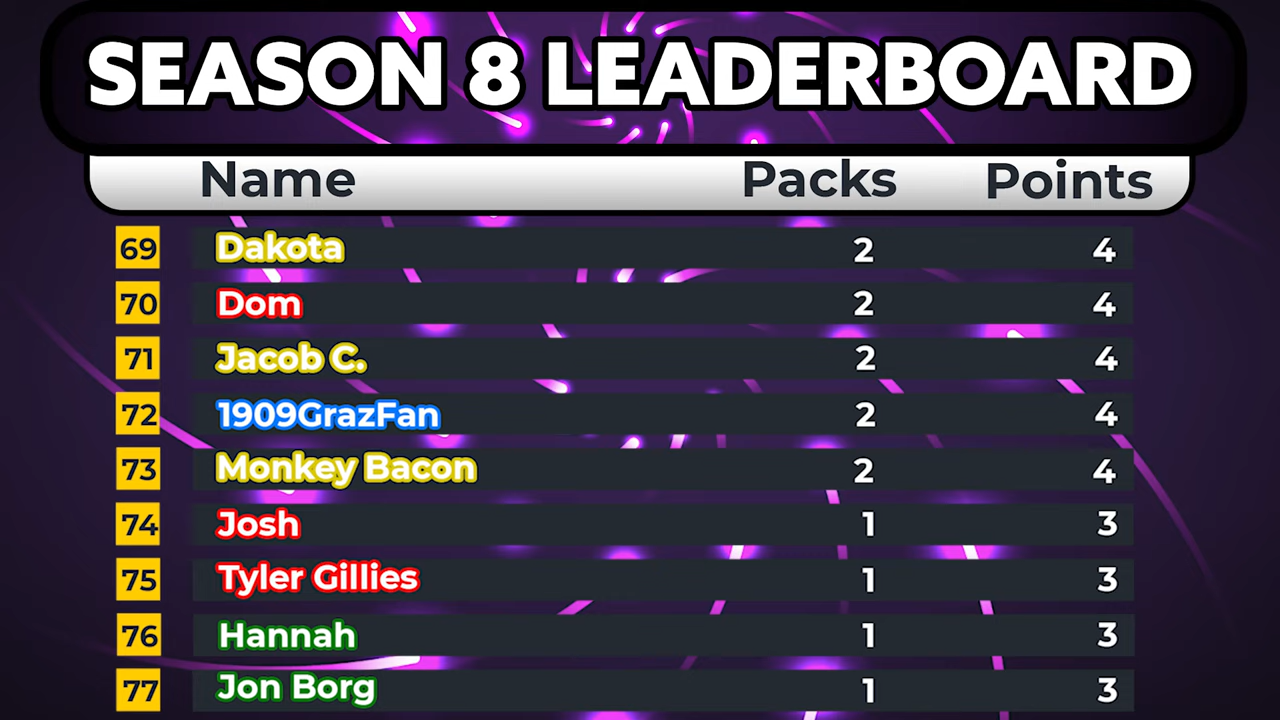 SEASON 8 LEADERBOARD
Name Packs Points
69 Dakota 2 4
70 Dom 2 4
71 Jacob C. 2 4
72 1909GrazFan 2 4
73 Monkey Bacon 2 4
74 Josh 1 3
75 Tyler Gillies 1 3
76 Hannah 1 3
77 Jon Borg 1 3